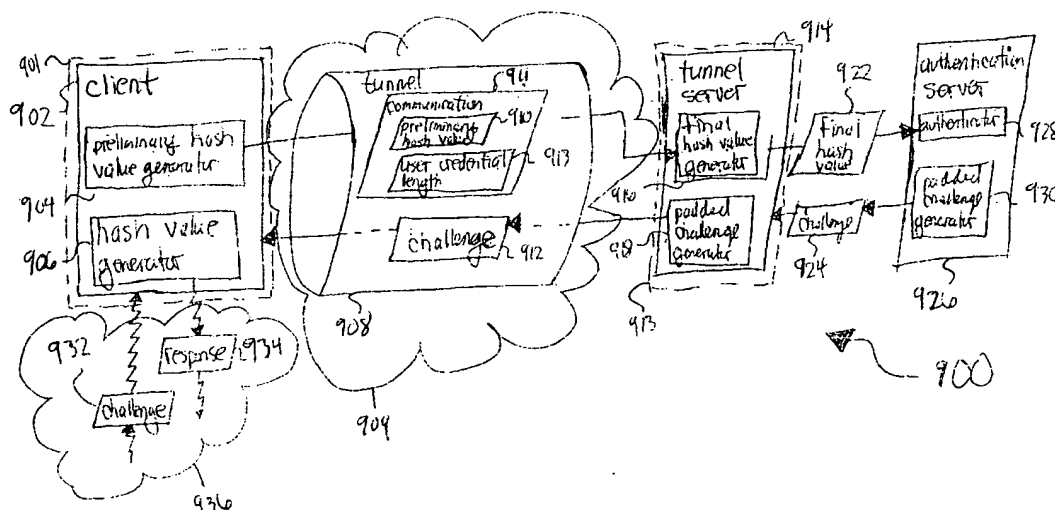 901
902
client
preliminary hash
value generator
904
906
hash value
generator
tunnel
911
communication
preliminary
hash value
910
user credential
length
913
challenge
912
908
909
914
tunnel
server
final
hash value
generator
916
padded
challenge
generator
918
913
922
final
hash
value
challenge
924
authentication
server
authenticator
928
padded
challenge
generator
930
926
932
challenge
response
934
936
900